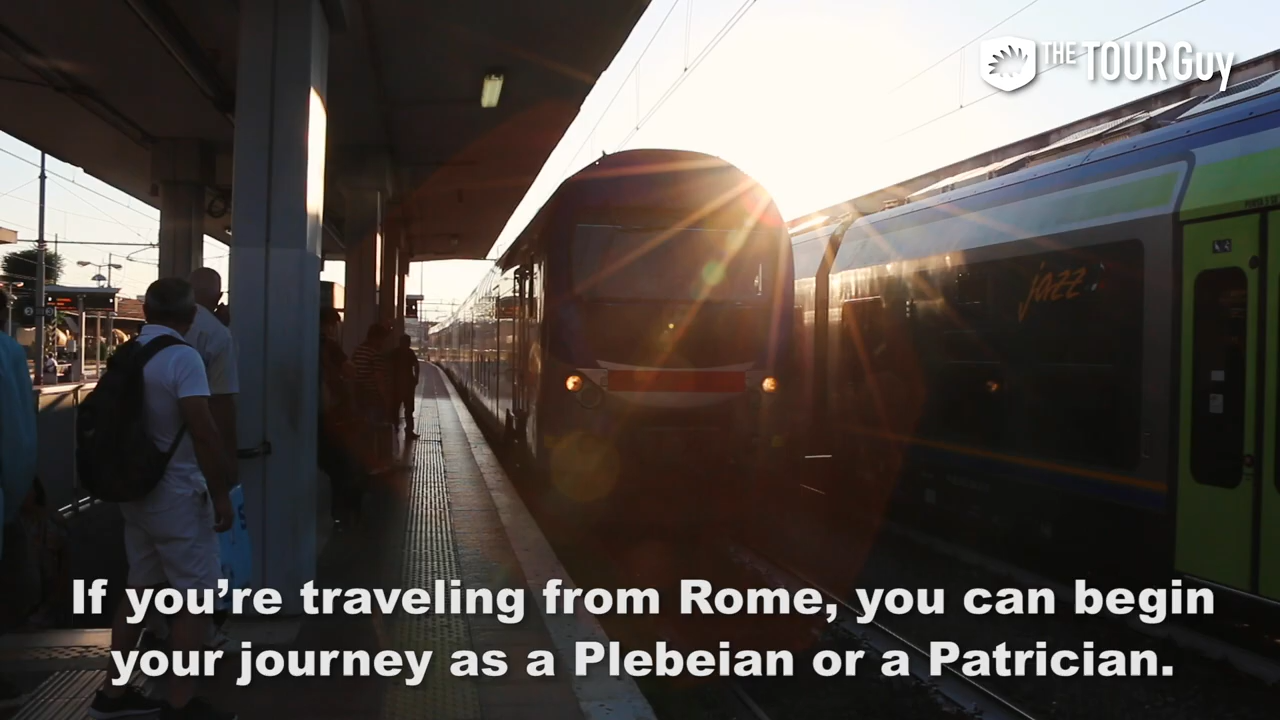 THE TOUR Guy
jazz
If you’re traveling from Rome, you can begin
your journey as a Plebeian or a Patrician.